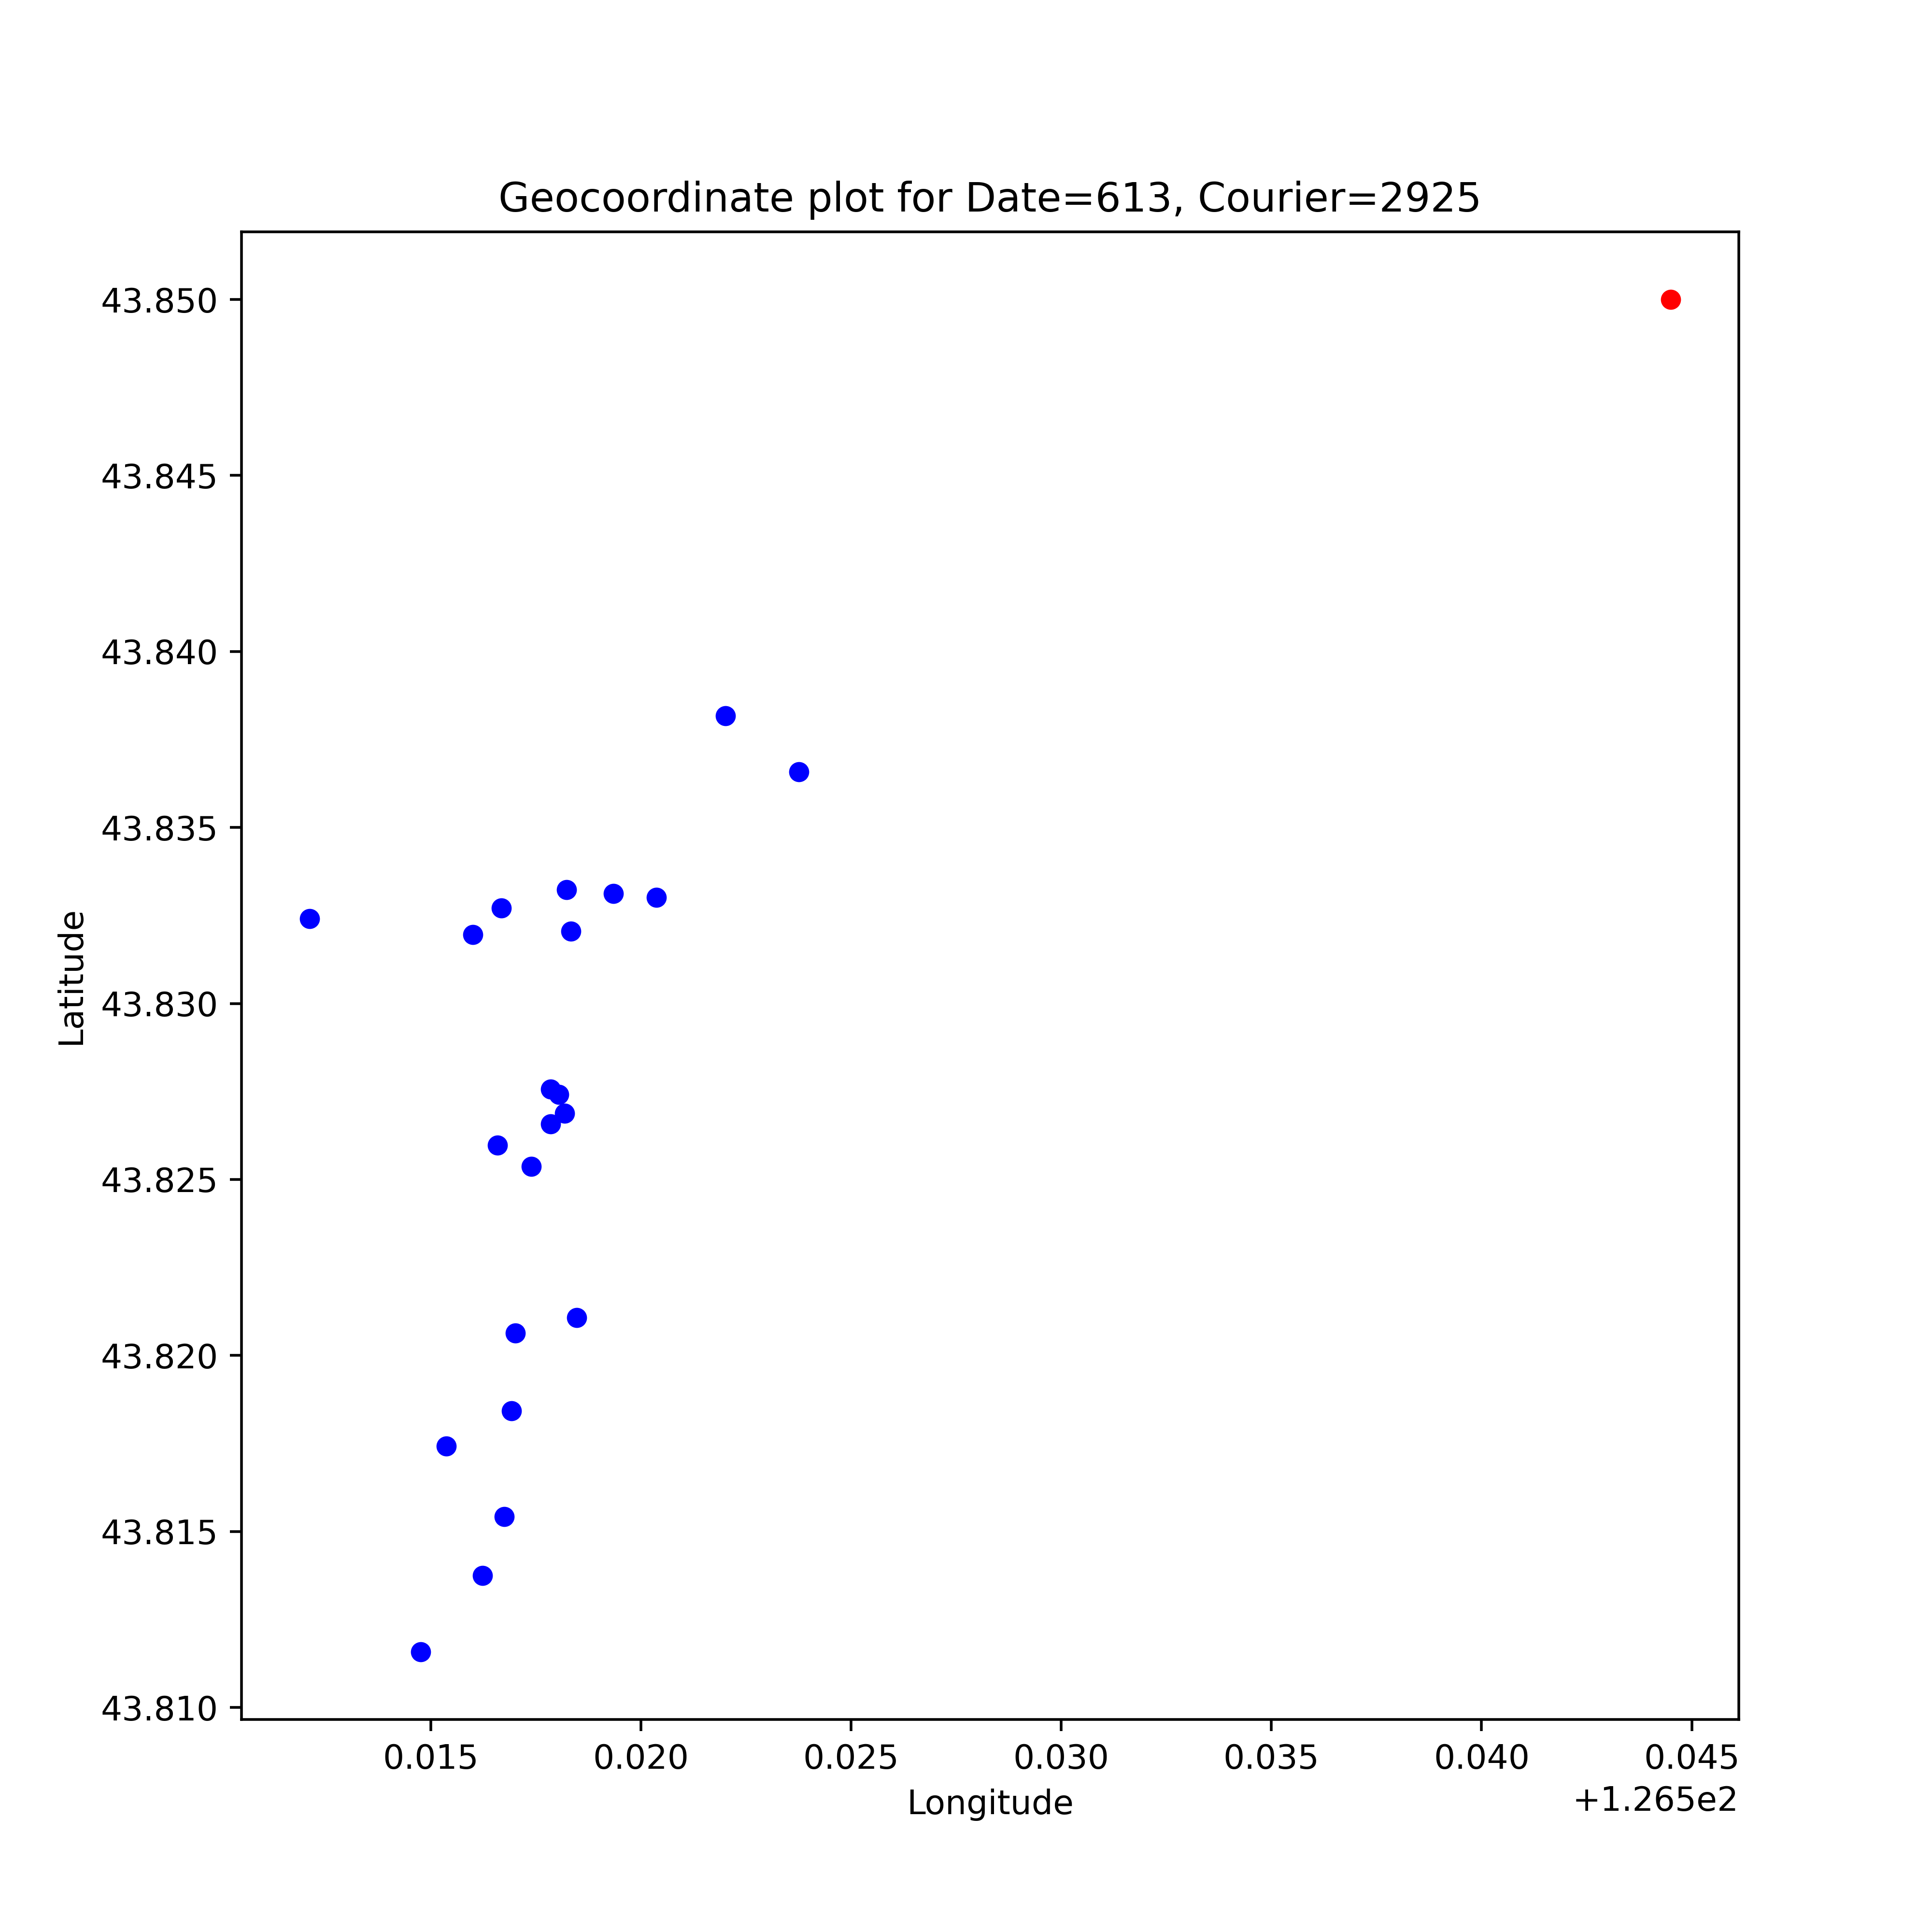 Geocoordinate plot for Date=613, Courier=2925
43.850
43.845
43.840
43.835
43.830
43.825
43.820
43.815
43.810
Latitude
0.015 0.020 0.025 0.030 0.035 0.040 0.045
Longitude
+1.265e2